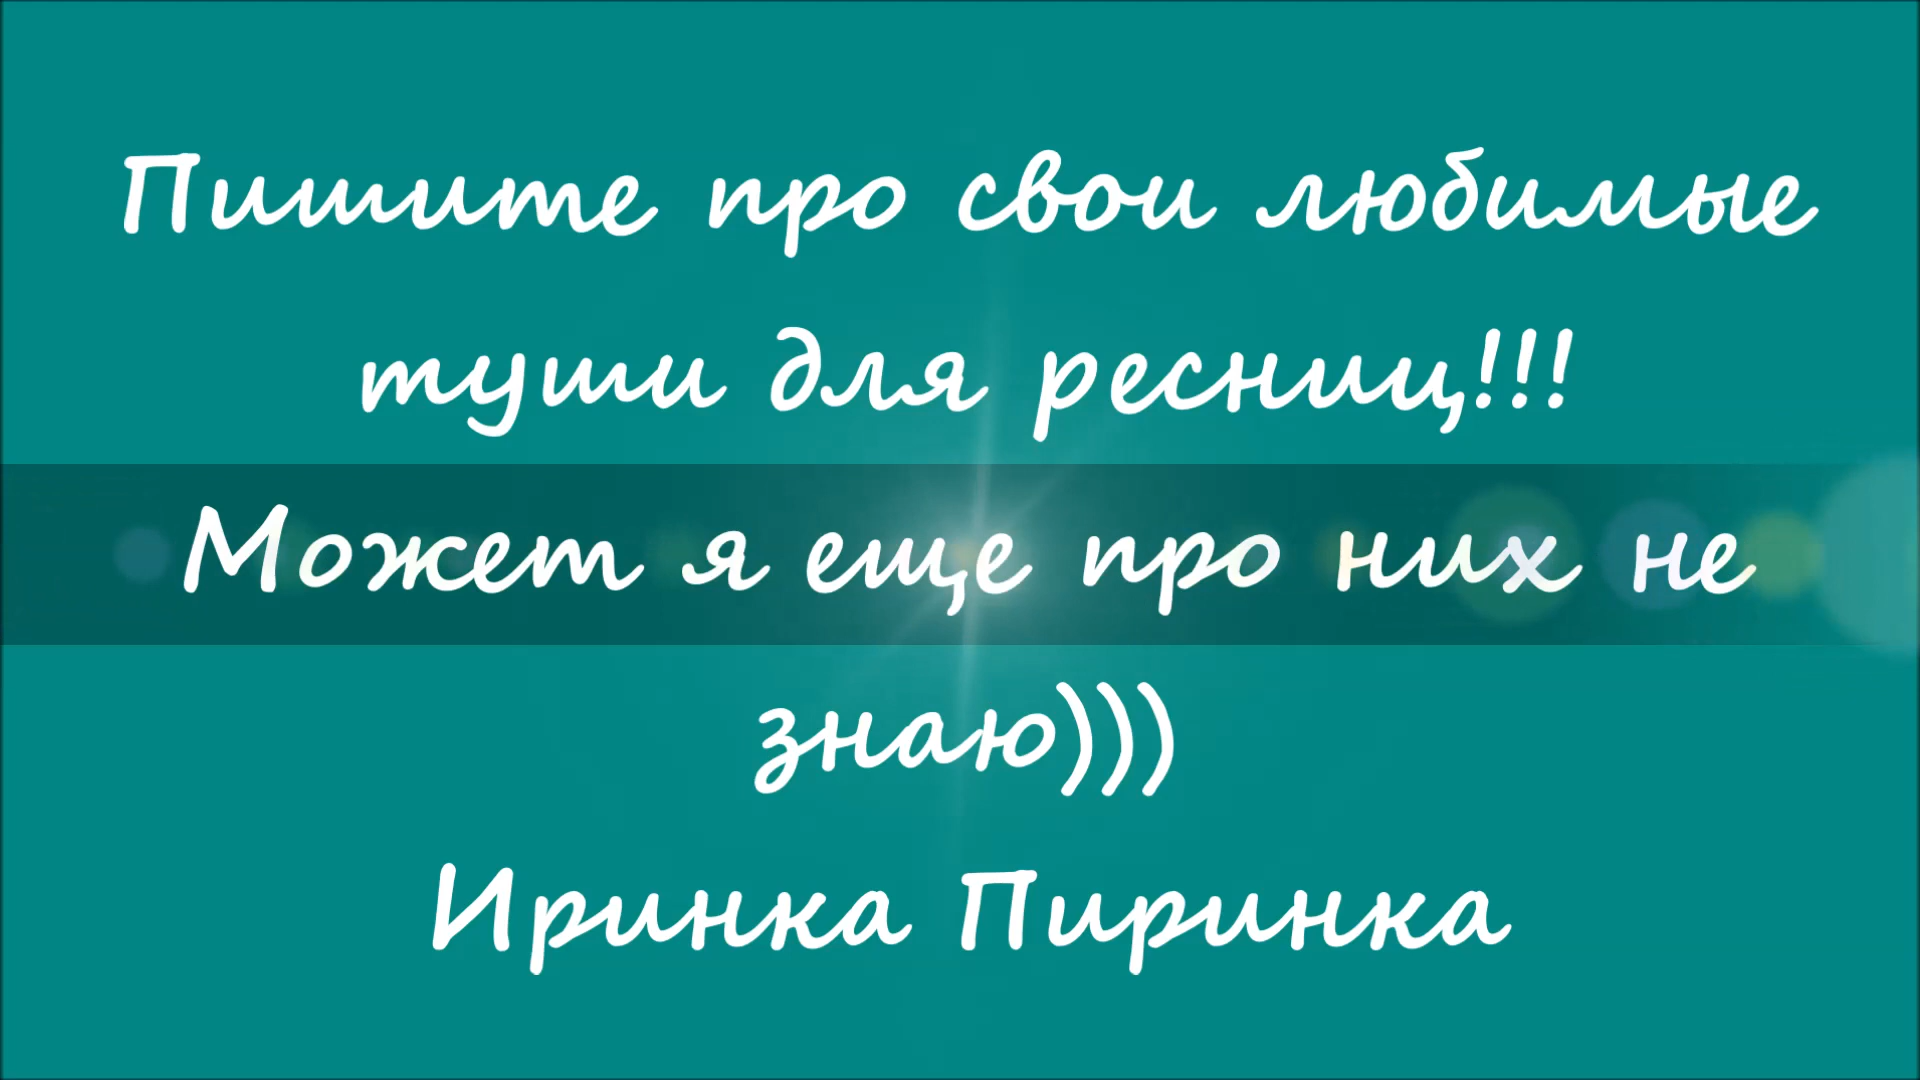 Пишите про свои любимые
туши для ресниц!!!
Может я еще про них не
знаю)))
Иринка Пиринка